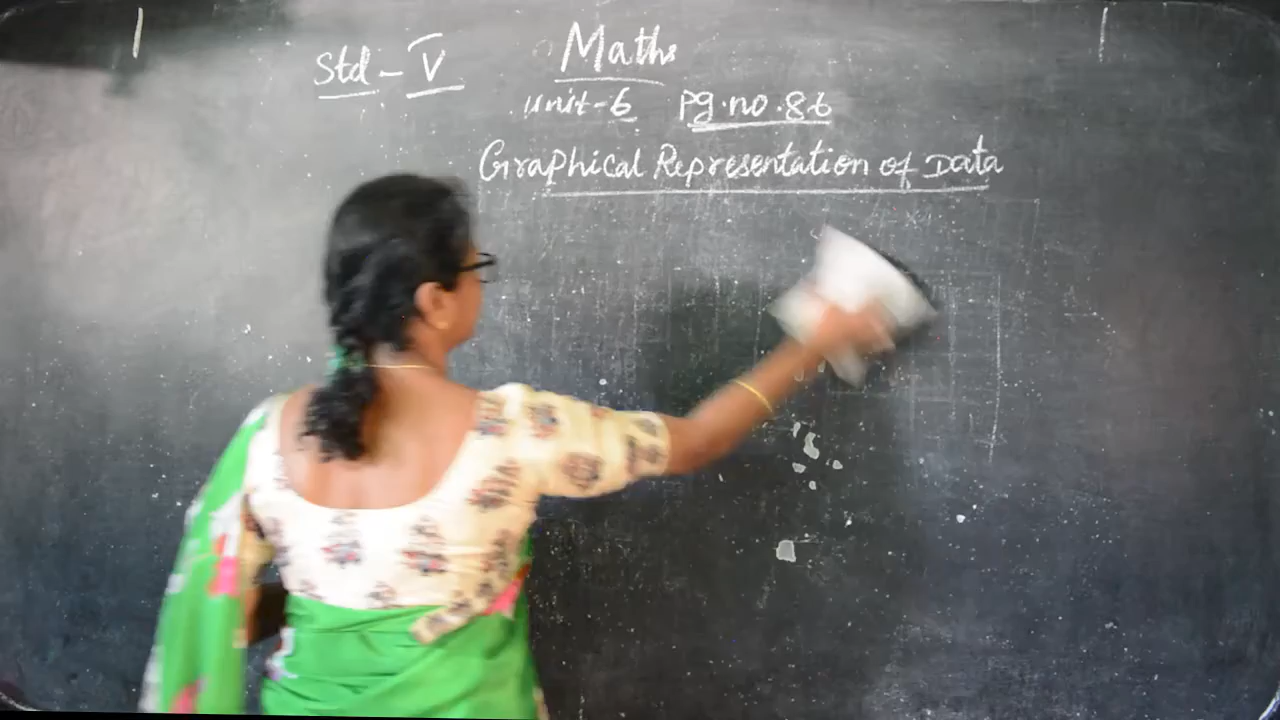 Std - V Maths
Unit-6 Pg.no.86
Graphical Representation of Data